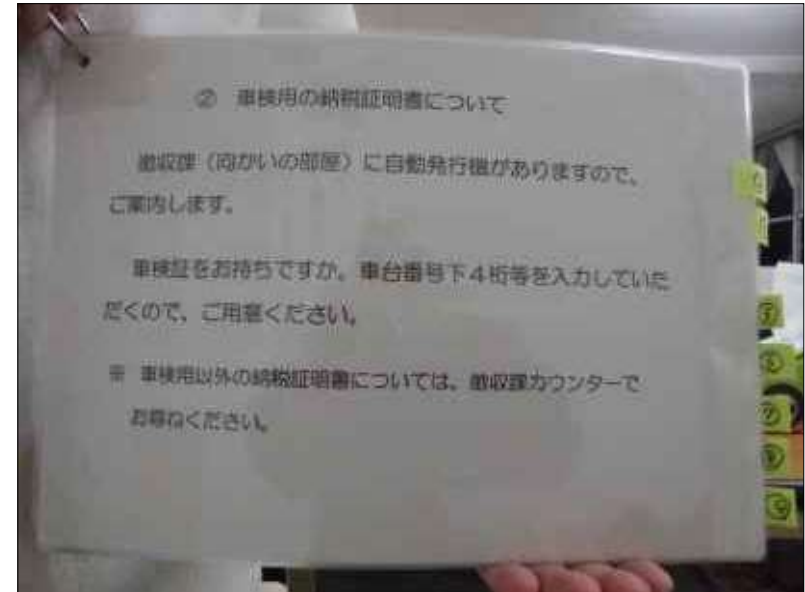 ② 車検用の納税証明書について
徴収課（向かいの部屋）に自動発行機がありますので、
ご案内します。
車検証をお持ちですか。車台番号下４桁等を入力していた
だくので、ご用意ください。
※ 車検用以外の納税証明書については、徴収課カウンターで
お尋ねください。
⑤
⑦